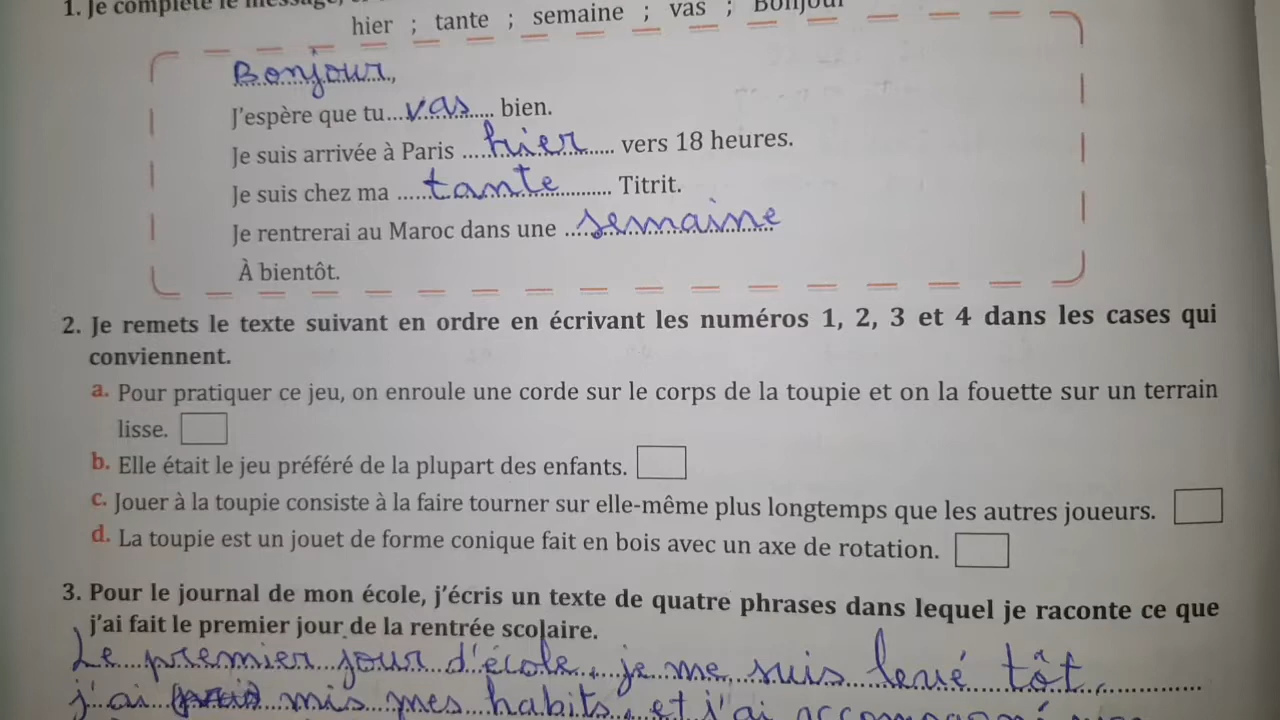 1. Je complète le message,
hier ; tante ; semaine ; vas ; Bonjour
Bonjour,
J'espère que tu...vas... bien.
Je suis arrivée à Paris ...hier... vers 18 heures.
Je suis chez ma ...tante... Titrit.
Je rentrerai au Maroc dans une ...semaine
À bientôt.
2. Je remets le texte suivant en ordre en écrivant les numéros 1, 2, 3 et 4 dans les cases qui
conviennent.
a. Pour pratiquer ce jeu, on enroule une corde sur le corps de la toupie et on la fouette sur un terrain
lisse.
b. Elle était le jeu préféré de la plupart des enfants.
c. Jouer à la toupie consiste à la faire tourner sur elle-même plus longtemps que les autres joueurs.
d. La toupie est un jouet de forme conique fait en bois avec un axe de rotation.
3. Pour le journal de mon école, j'écris un texte de quatre phrases dans lequel je raconte ce que
j'ai fait le premier jour de la rentrée scolaire.
Le premier jour d'école, je me suis levé tôt,
j'ai mis mes habits, et j'ai accompagné